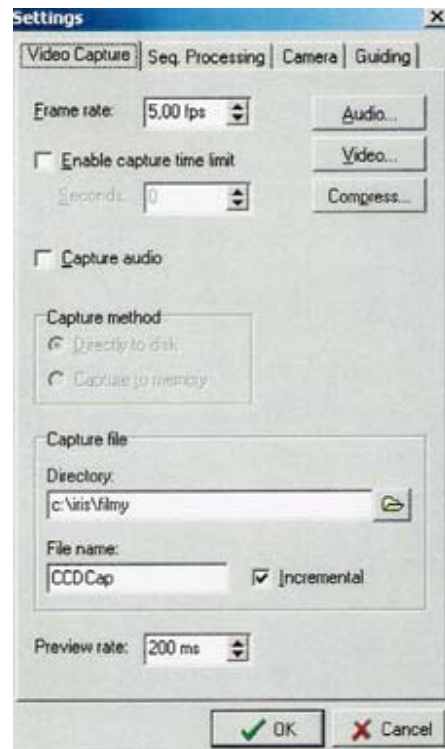 Settings
Video Capture Seq. Processing Camera Guiding
Frame rate: 5.00 fps Audio...
Enable capture time limit Video...
Seconds 0 Compress...
Capture audio
Capture method
Directly to disk
Capture to memory
Capture file
Directory:
c:\iris\filmy
File name:
CCDCap Incremental
Preview rate: 200 ms
OK Cancel